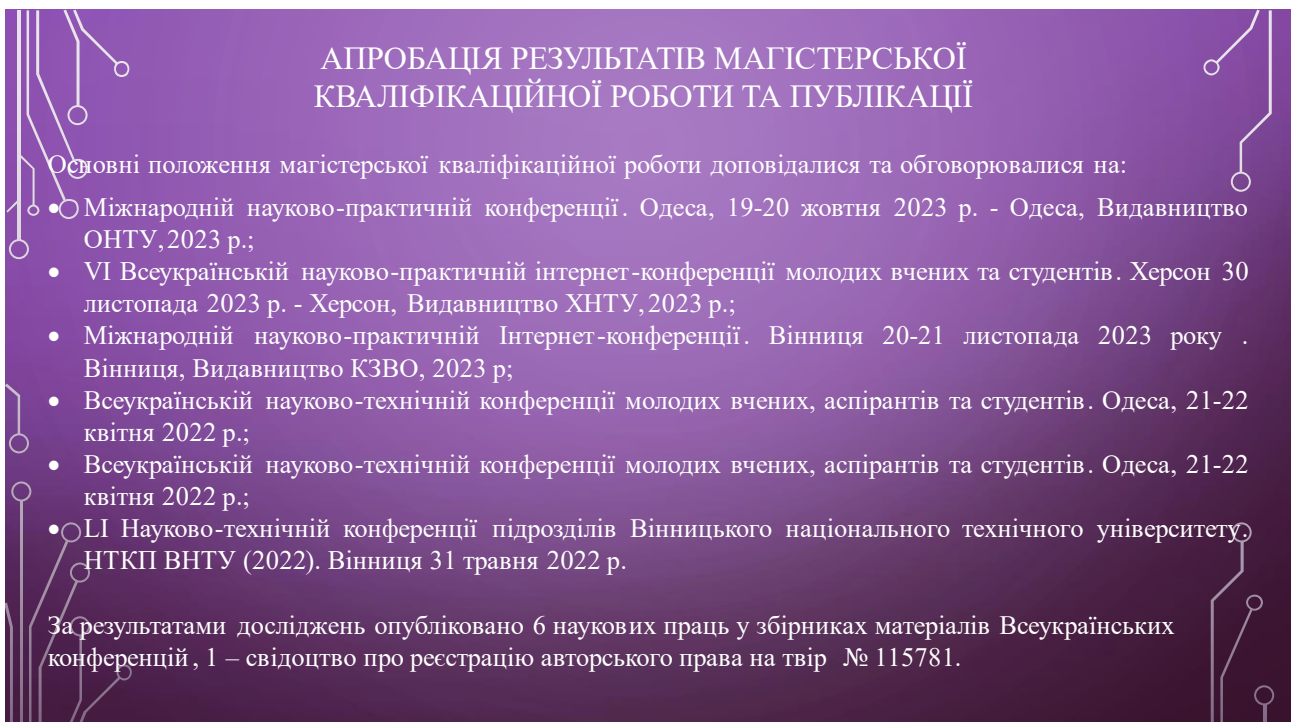 АПРОБАЦІЯ РЕЗУЛЬТАТІВ МАГІСТЕРСЬКОЇ
КВАЛІФІКАЦІЙНОЇ РОБОТИ ТА ПУБЛІКАЦІЇ
Основні положення магістерської кваліфікаційної роботи доповідалися та обговорювалися на:
• Міжнародній науково-практичній конференції. Одеса, 19-20 жовтня 2023 р. - Одеса, Видавництво
ОНТУ, 2023 р.;
• VI Всеукраїнській науково-практичній інтернет-конференції молодих вчених та студентів. Херсон 30
листопада 2023 р. - Херсон, Видавництво ХНТУ, 2023 р.;
• Міжнародній науково-практичній Інтернет-конференції. Вінниця 20-21 листопада 2023 року .
Вінниця, Видавництво КЗВО, 2023 р;
• Всеукраїнській науково-технічній конференції молодих вчених, аспірантів та студентів. Одеса, 21-22
квітня 2022 р.;
• Всеукраїнській науково-технічній конференції молодих вчених, аспірантів та студентів. Одеса, 21-22
квітня 2022 р.;
• LI Науково-технічній конференції підрозділів Вінницького національного технічного університету.
НТКП ВНТУ (2022). Вінниця 31 травня 2022 р.
За результатами досліджень опубліковано 6 наукових праць у збірниках матеріалів Всеукраїнських
конференцій, 1 – свідоцтво про реєстрацію авторського права на твір № 115781.